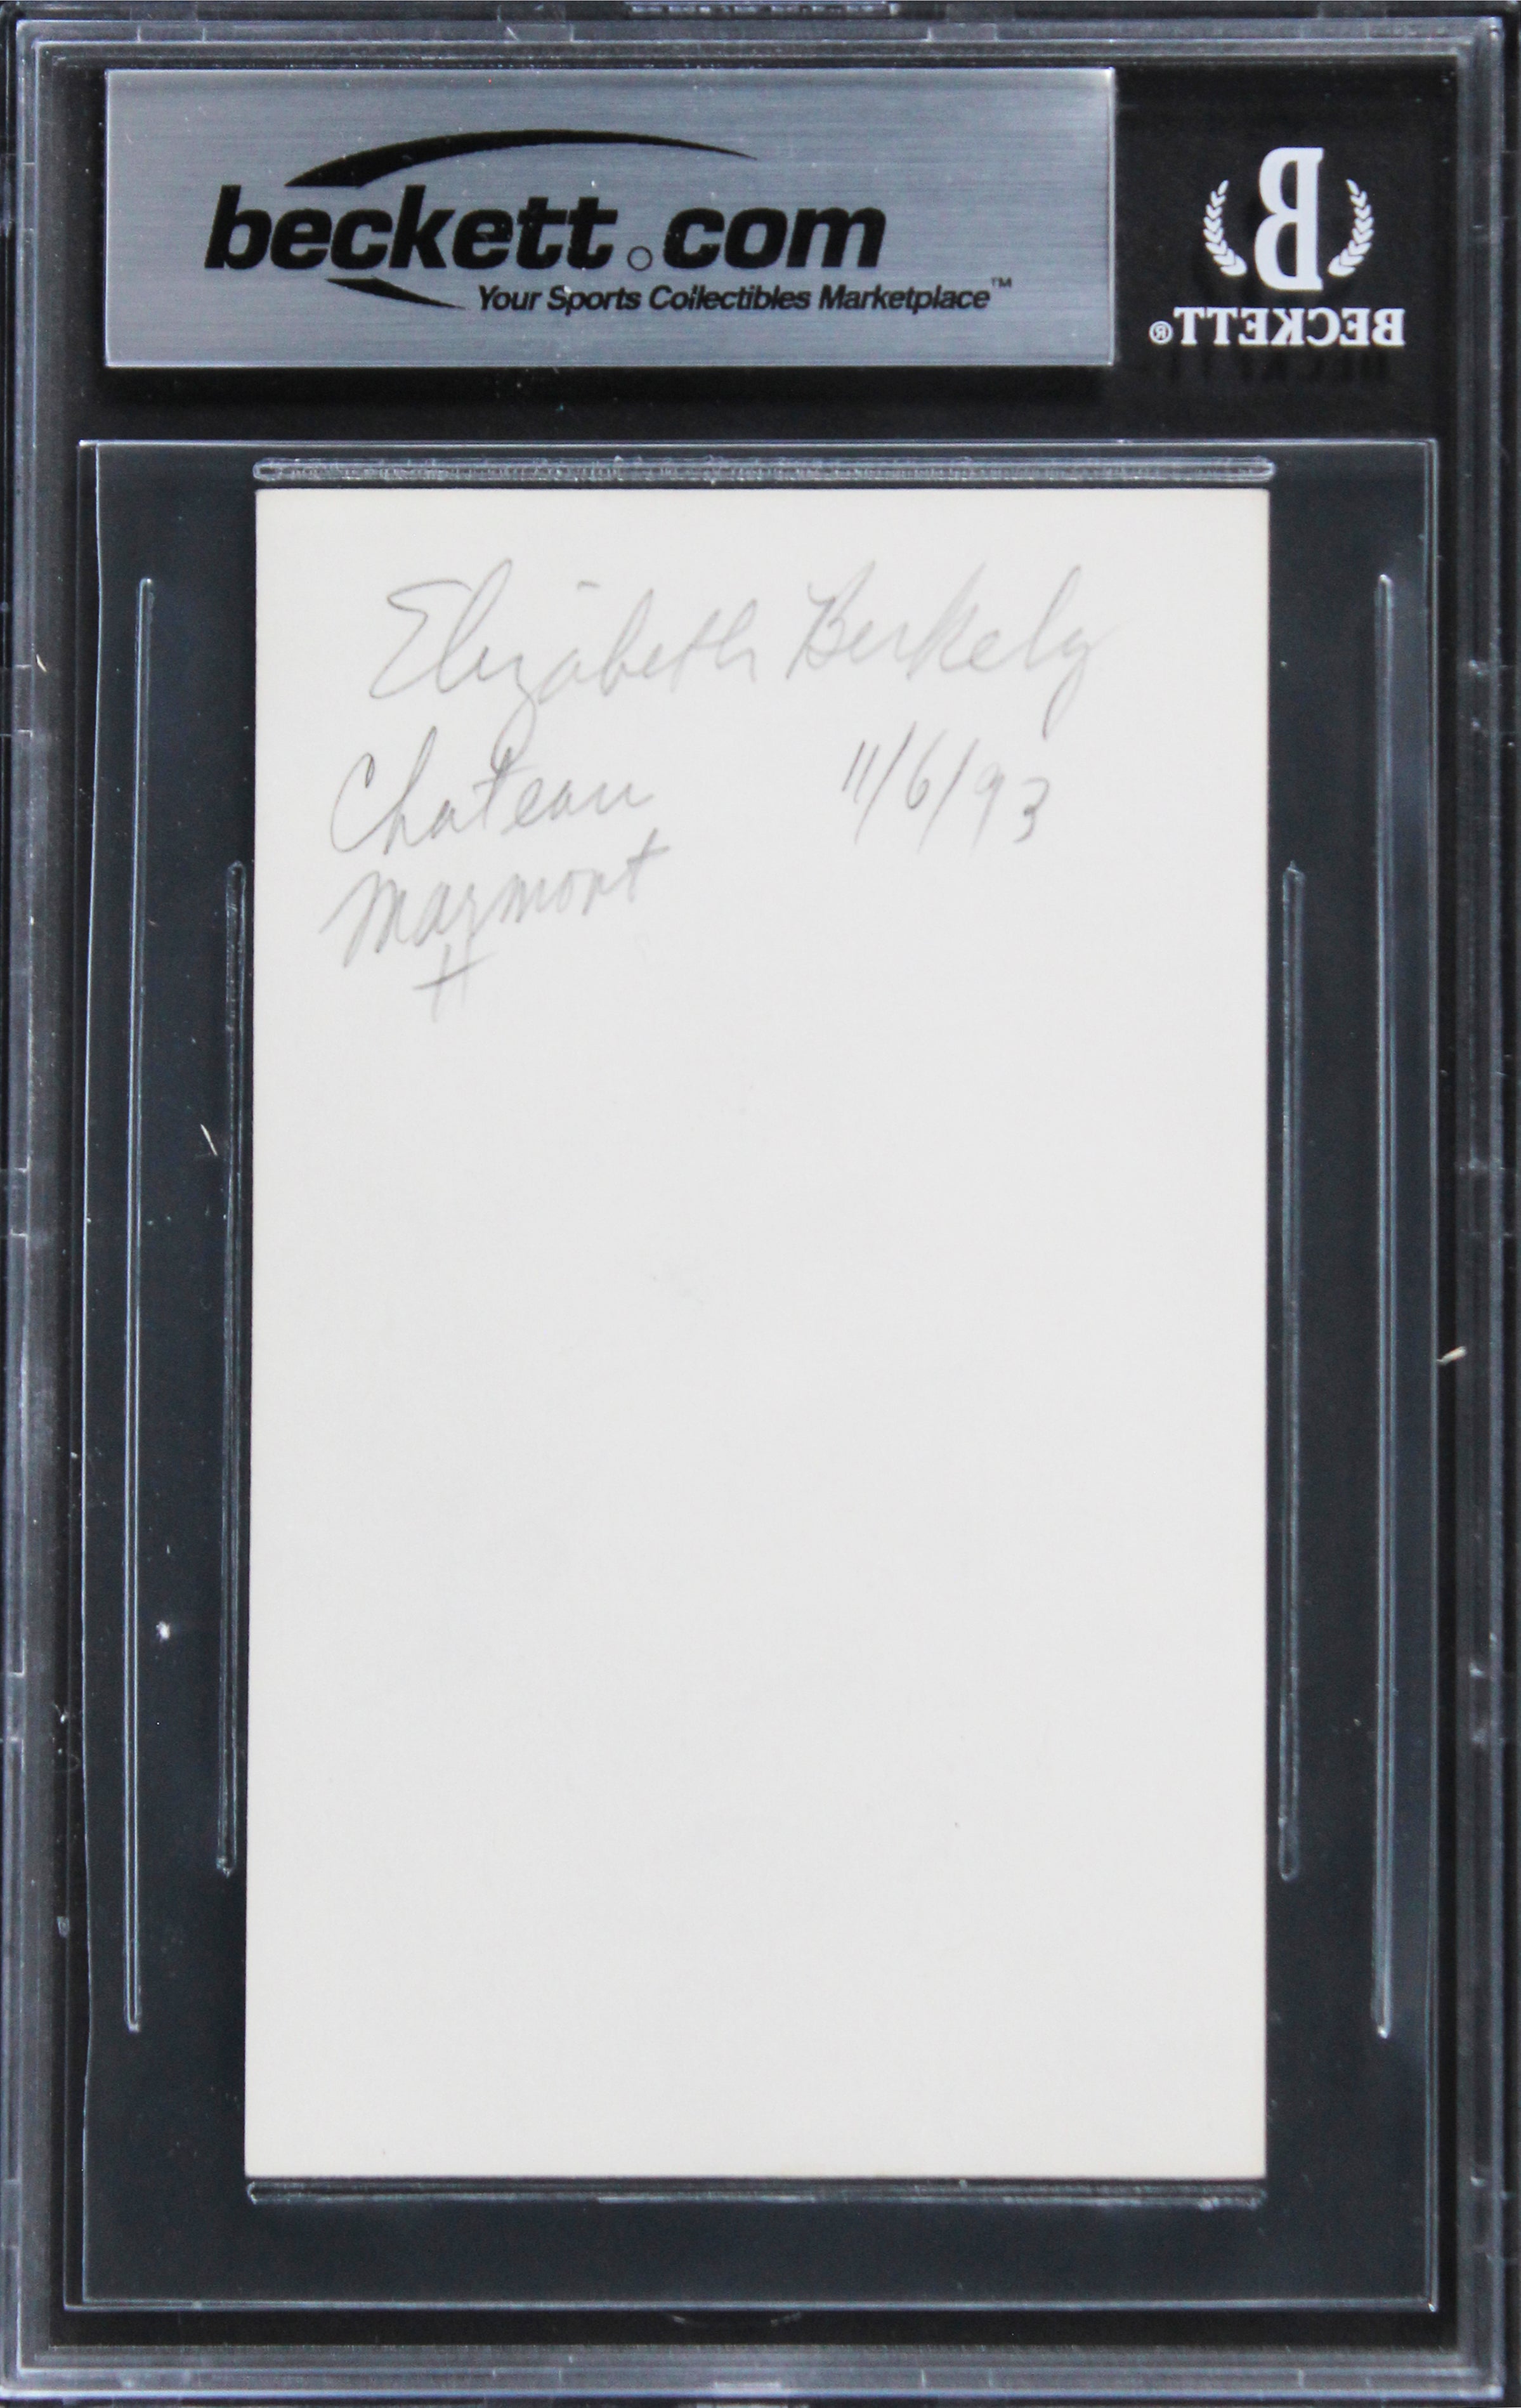 beckett.com
Your Sports Collectibles Marketplace™
B
BECKETT®
Elizabeth Berkely
Chateau 11/6/93
Marmont
H